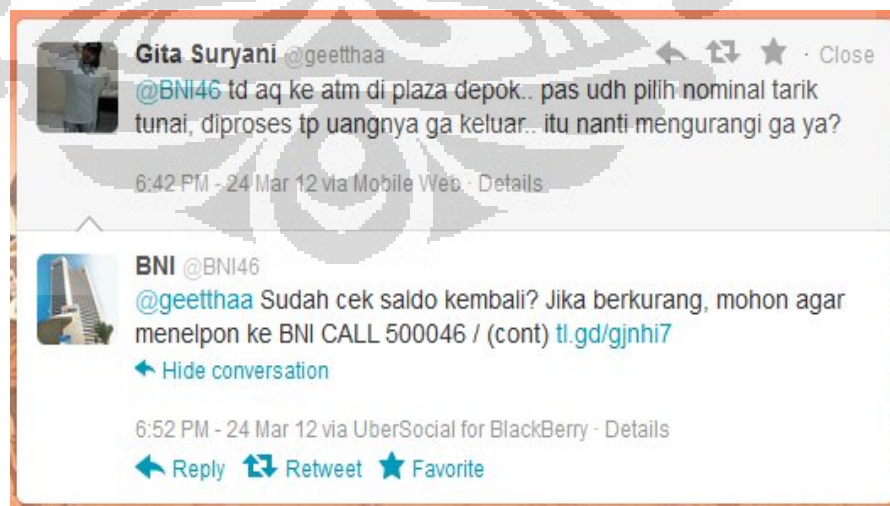 Gita Suryani @geetthaa · Close
@BNI46 td aq ke atm di plaza depok.. pas udh pilih nominal tarik
tunai, diproses tp uangnya ga keluar.. itu nanti mengurangi ga ya?
6:42 PM - 24 Mar 12 via Mobile Web · Details
BNI @BNI46
@geetthaa Sudah cek saldo kembali? Jika berkurang, mohon agar
menelpon ke BNI CALL 500046 / (cont) tl.gd/gjnhi7
Hide conversation
6:52 PM - 24 Mar 12 via UberSocial for BlackBerry · Details
Reply Retweet Favorite